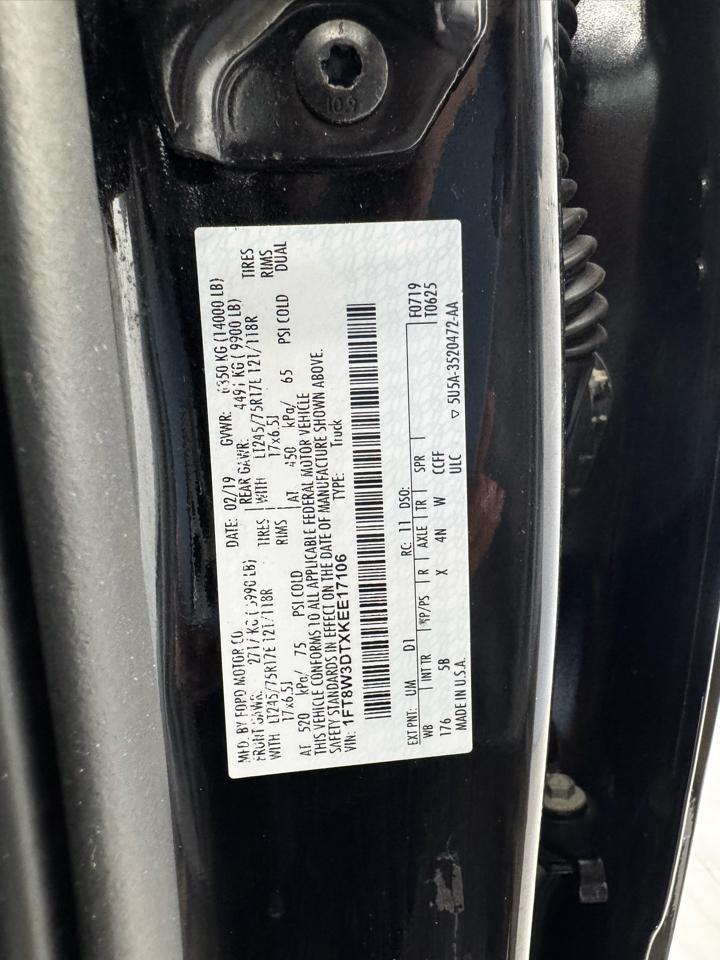 MFD. BY FORD MOTOR CO.
DATE: 02/19 GVWR: 6350 KG (14000 LB)
FRONT GAWR: 2717 KG (5990 LB) REAR GAWR: 4491 KG (9900 LB)
WITH LT245/75R17E 121/118R TIRES WITH LT245/75R17E 121/118R TIRES
17x6.5J RIMS 17x6.5J RIMS
AT 520 kPa/ 75 PSI COLD AT 450 kPa/ 65 PSI COLD DUAL
THIS VEHICLE CONFORMS TO ALL APPLICABLE FEDERAL MOTOR VEHICLE
SAFETY STANDARDS IN EFFECT ON THE DATE OF MANUFACTURE SHOWN ABOVE.
VIN: 1FT8W3DTXKEE17106 TYPE: Truck
F0719
T0625
EXT PNT: UM D1 RC: 11 DSO:
WB INT TR TP/PS R AXLE TR SPR
176 5B X 4N W CCFF
ULC
MADE IN U.S.A. ▽ 5U5A-3520472-AA
10.9